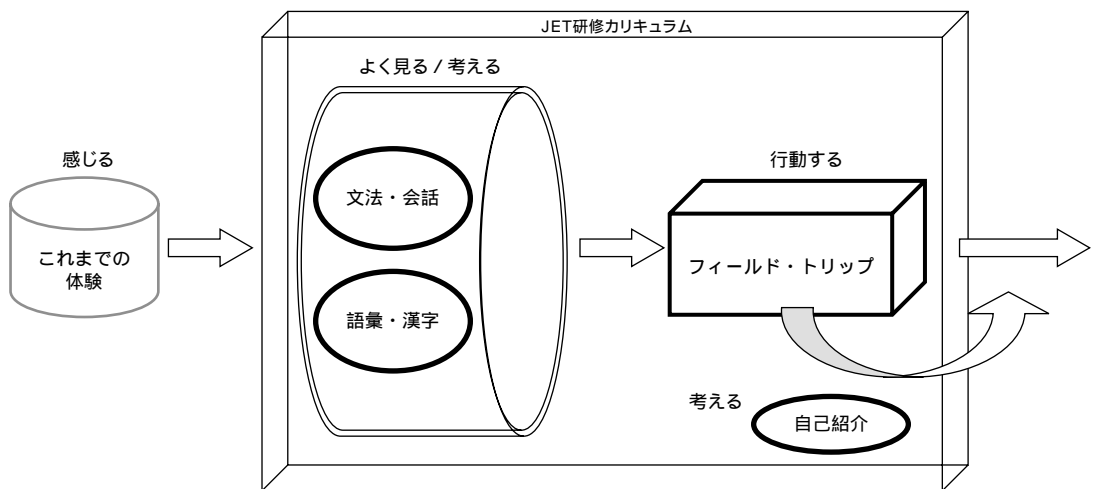 JET研修カリキュラム
よく見る / 考える
感じる
これまでの
体験
文法・会話
語彙・漢字
行動する
フィールド・トリップ
考える
自己紹介